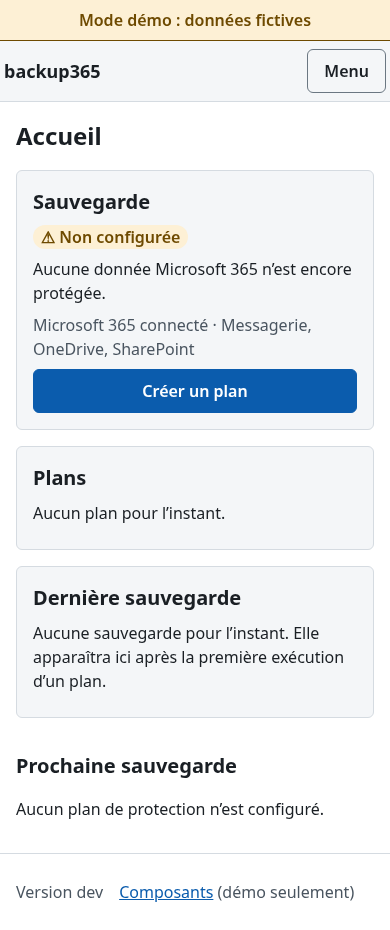 Mode démo : données fictives
backup365
Menu
Accueil
Sauvegarde
⚠ Non configurée
Aucune donnée Microsoft 365 n’est encore
protégée.
Microsoft 365 connecté · Messagerie,
OneDrive, SharePoint
Créer un plan
Plans
Aucun plan pour l’instant.
Dernière sauvegarde
Aucune sauvegarde pour l’instant. Elle
apparaîtra ici après la première exécution
d’un plan.
Prochaine sauvegarde
Aucun plan de protection n’est configuré.
Version dev Composants (démo seulement)